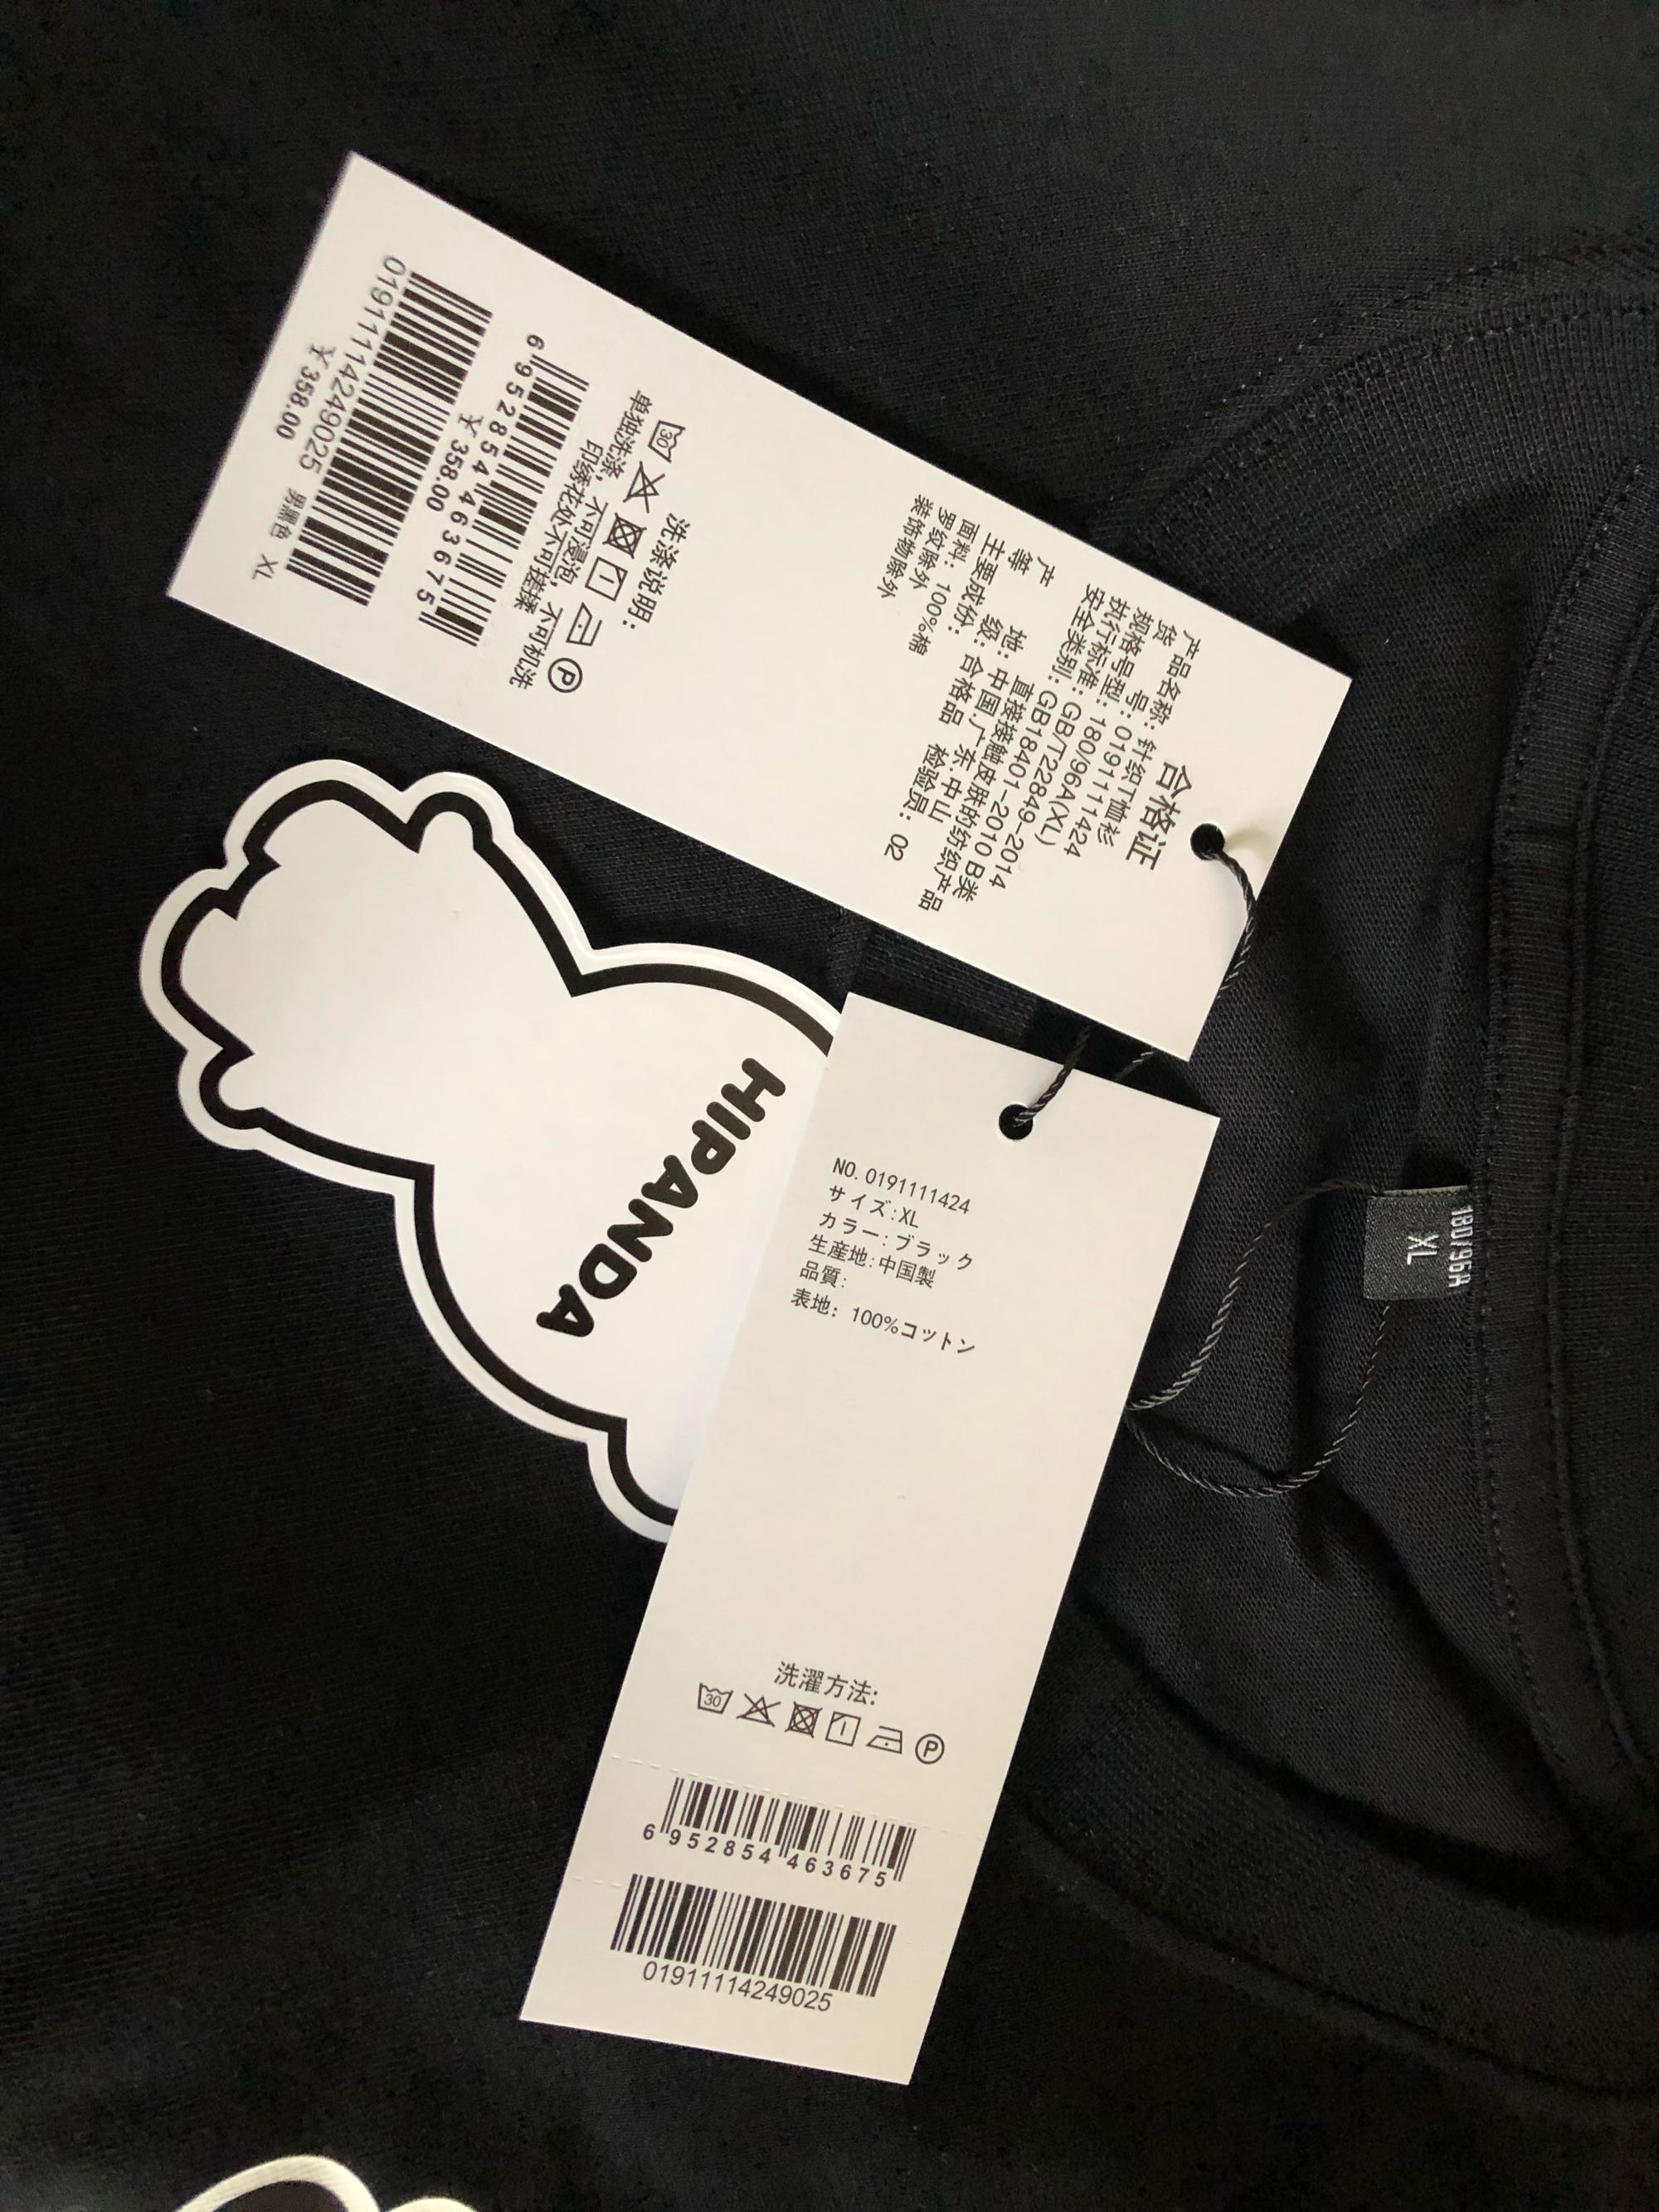 合格证
产品名称：针织T恤衫
货 号：0191111424
规格号型：180/96A(XL)
执行标准：GB/T22849-2014
安全类别：GB18401-2010 B类
直接接触皮肤的纺织产品
产 地：中国.广东.中山
等 级：合格品 检验员：02
主要成份：
面料：100%棉
罗纹除外
装饰物除外
洗涤说明：
30
P
单独洗涤，不可浸泡，不可机洗
印绣花处不可搓揉
6 952854 463675
￥358.00
01911114249025
￥358.00 男黑色 XL
HIPANDA
NO. 0191111424
サイズ:XL
カラー:ブラック
生産地:中国製
品質:
表地: 100%コットン
洗濯方法:
30
P
6 952854 463675
01911114249025
180/96A
XL